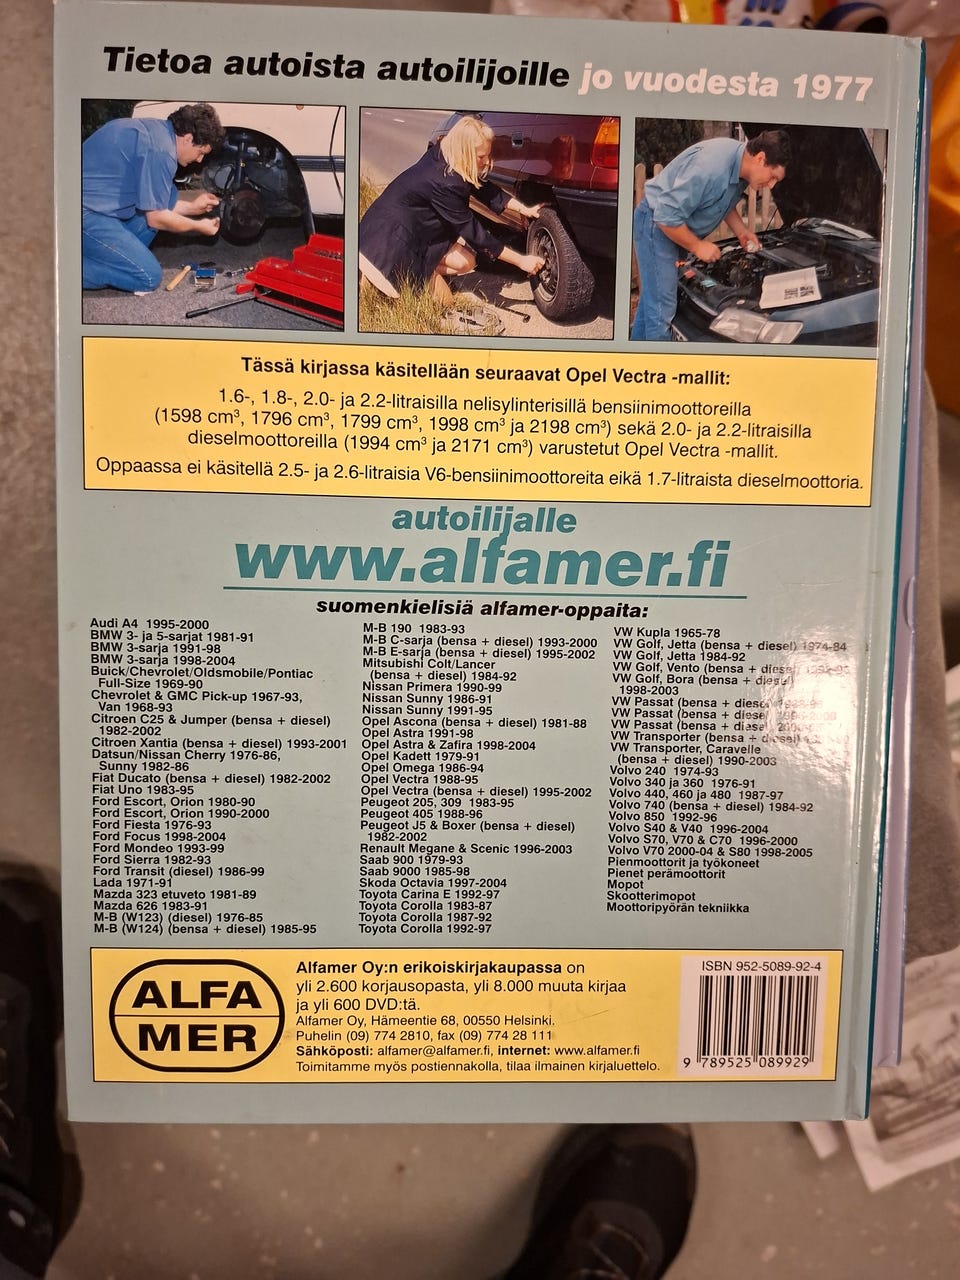 Tietoa autoista autoilijoille jo vuodesta 1977
Tässä kirjassa käsitellään seuraavat Opel Vectra -mallit:
1.6-, 1.8-, 2.0- ja 2.2-litraisilla nelisylinterisillä bensiinimoottoreilla
(1598 cm³, 1796 cm³, 1799 cm³, 1998 cm³ ja 2198 cm³) sekä 2.0- ja 2.2-litraisilla
dieselmoottoreilla (1994 cm³ ja 2171 cm³) varustetut Opel Vectra -mallit.
Oppaassa ei käsitellä 2.5- ja 2.6-litraisia V6-bensiinimoottoreita eikä 1.7-litraista dieselmoottoria.
autoilijalle
www.alfamer.fi
suomenkielisiä alfamer-oppaita:
Audi A4 1995-2000
BMW 3- ja 5-sarjat 1981-91
BMW 3-sarja 1991-98
BMW 3-sarja 1998-2004
Buick/Chevrolet/Oldsmobile/Pontiac
Full-Size 1969-90
Chevrolet & GMC Pick-up 1967-93,
Van 1968-93
Citroen C25 & Jumper (bensa + diesel)
1982-2002
Citroen Xantia (bensa + diesel) 1993-2001
Datsun/Nissan Cherry 1976-86,
Sunny 1982-86
Fiat Ducato (bensa + diesel) 1982-2002
Fiat Uno 1983-95
Ford Escort, Orion 1980-90
Ford Escort, Orion 1990-2000
Ford Fiesta 1976-93
Ford Focus 1998-2004
Ford Mondeo 1993-99
Ford Sierra 1982-93
Ford Transit (diesel) 1986-99
Lada 1971-91
Mazda 323 etuveto 1981-89
Mazda 626 1983-91
M-B (W123) (diesel) 1976-85
M-B (W124) (bensa + diesel) 1985-95
M-B 190 1983-93
M-B C-sarja (bensa + diesel) 1993-2000
M-B E-sarja (bensa + diesel) 1995-2002
Mitsubishi Colt/Lancer
(bensa + diesel) 1984-92
Nissan Primera 1990-99
Nissan Sunny 1986-91
Nissan Sunny 1991-95
Opel Ascona (bensa + diesel) 1981-88
Opel Astra 1991-98
Opel Astra & Zafira 1998-2004
Opel Kadett 1979-91
Opel Omega 1986-94
Opel Vectra 1988-95
Opel Vectra (bensa + diesel) 1995-2002
Peugeot 205, 309 1983-95
Peugeot 405 1988-96
Peugeot J5 & Boxer (bensa + diesel)
1982-2002
Renault Megane & Scenic 1996-2003
Saab 900 1979-93
Saab 9000 1985-98
Skoda Octavia 1997-2004
Toyota Carina E 1992-97
Toyota Corolla 1983-87
Toyota Corolla 1987-92
Toyota Corolla 1992-97
VW Kupla 1965-78
VW Golf, Jetta (bensa + diesel) 1974-84
VW Golf, Jetta 1984-92
VW Golf, Vento (bensa + diesel)
VW Golf, Bora (bensa + diesel)
1998-2003
VW Passat (bensa + diesel)
VW Passat (bensa + diesel)
VW Passat (bensa + diesel)
VW Transporter (bensa + diesel)
VW Transporter, Caravelle
(bensa + diesel) 1990-2003
Volvo 240 1974-93
Volvo 340 ja 360 1976-91
Volvo 440, 460 ja 480 1987-97
Volvo 740 (bensa + diesel) 1984-92
Volvo 850 1992-96
Volvo S40 & V40 1996-2004
Volvo S70, V70 & C70 1996-2000
Volvo V70 2000-04 & S80 1998-2005
Pienmoottorit ja työkoneet
Pienet perämoottorit
Mopot
Skootterimopot
Moottoripyörän tekniikka
ALFA
MER
Alfamer Oy:n erikoiskirjakaupassa on
yli 2.600 korjausopasta, yli 8.000 muuta kirjaa
ja yli 600 DVD:tä.
Alfamer Oy, Hämeentie 68, 00550 Helsinki.
Puhelin (09) 774 2810, fax (09) 774 28 111
Sähköposti: alfamer@alfamer.fi, internet: www.alfamer.fi
Toimitamme myös postiennakolla, tilaa ilmainen kirjaluettelo.
ISBN 952-5089-92-4
9 789525 089929